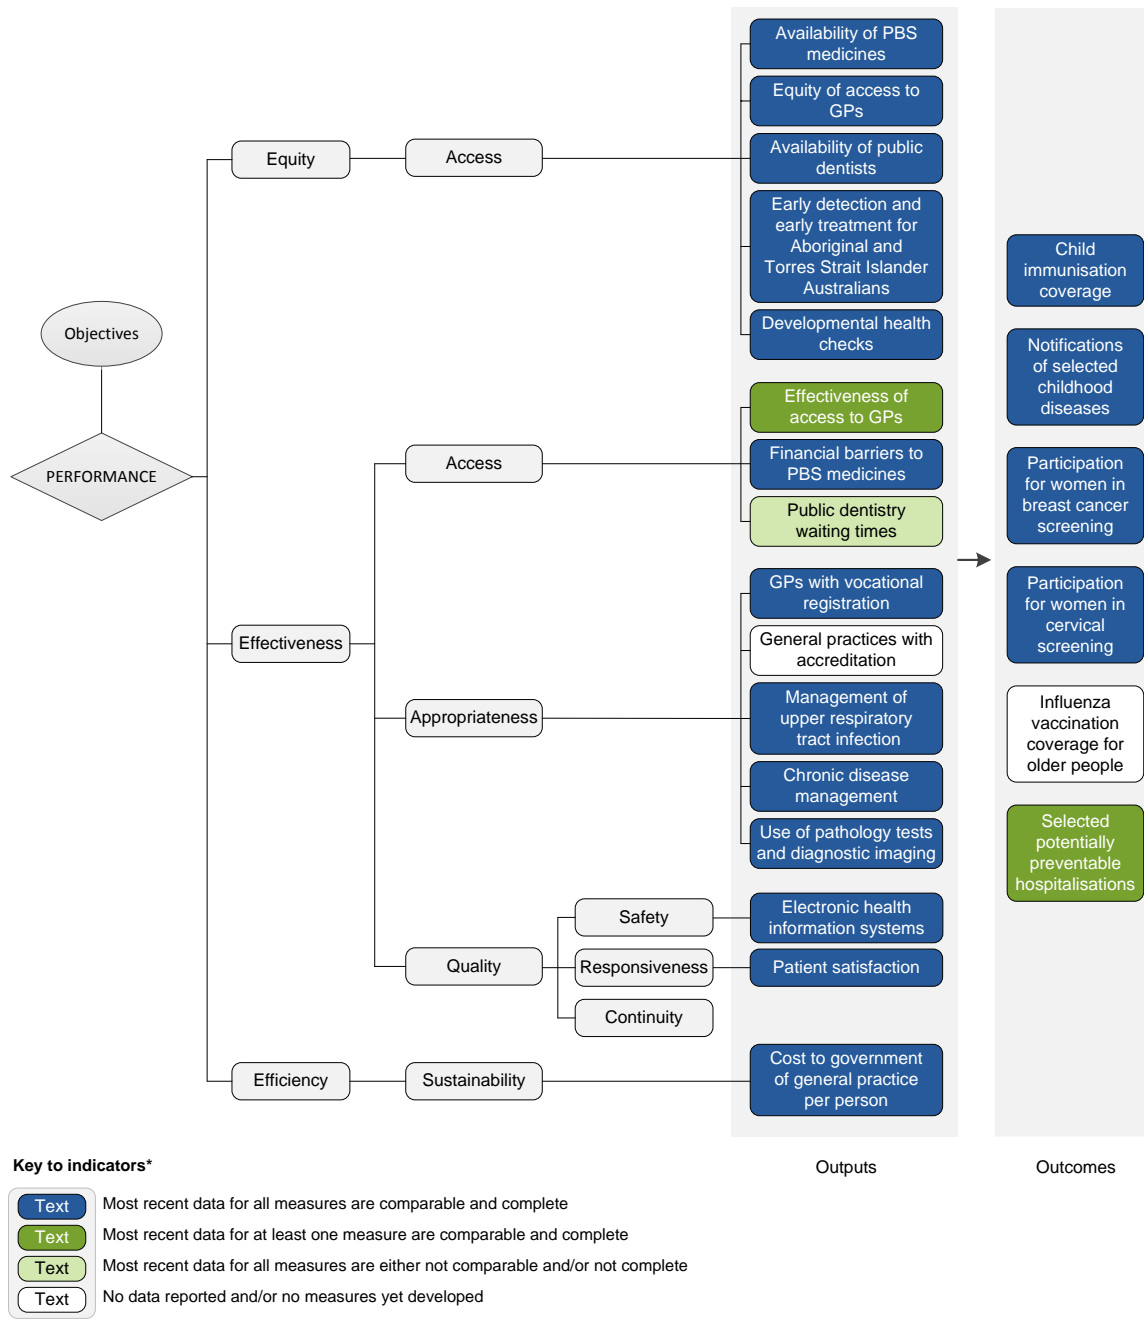 Objectives
PERFORMANCE
Equity
Access
Availability of PBS
medicines
Equity of access to
GPs
Availability of public
dentists
Early detection and
early treatment for
Aboriginal and
Torres Strait Islander
Australians
Developmental health
checks
Effectiveness
Access
Effectiveness of
access to GPs
Financial barriers to
PBS medicines
Public dentistry
waiting times
Appropriateness
GPs with vocational
registration
General practices with
accreditation
Management of
upper respiratory
tract infection
Chronic disease
management
Use of pathology tests
and diagnostic imaging
Quality
Safety
Electronic health
information systems
Responsiveness
Patient satisfaction
Continuity
Efficiency
Sustainability
Cost to government
of general practice
per person
Child
immunisation
coverage
Notifications
of selected
childhood
diseases
Participation
for women in
breast cancer
screening
Participation
for women in
cervical
screening
Influenza
vaccination
coverage for
older people
Selected
potentially
preventable
hospitalisations
Outputs
Outcomes
Key to indicators*
Text Most recent data for all measures are comparable and complete
Text Most recent data for at least one measure are comparable and complete
Text Most recent data for all measures are either not comparable and/or not complete
Text No data reported and/or no measures yet developed